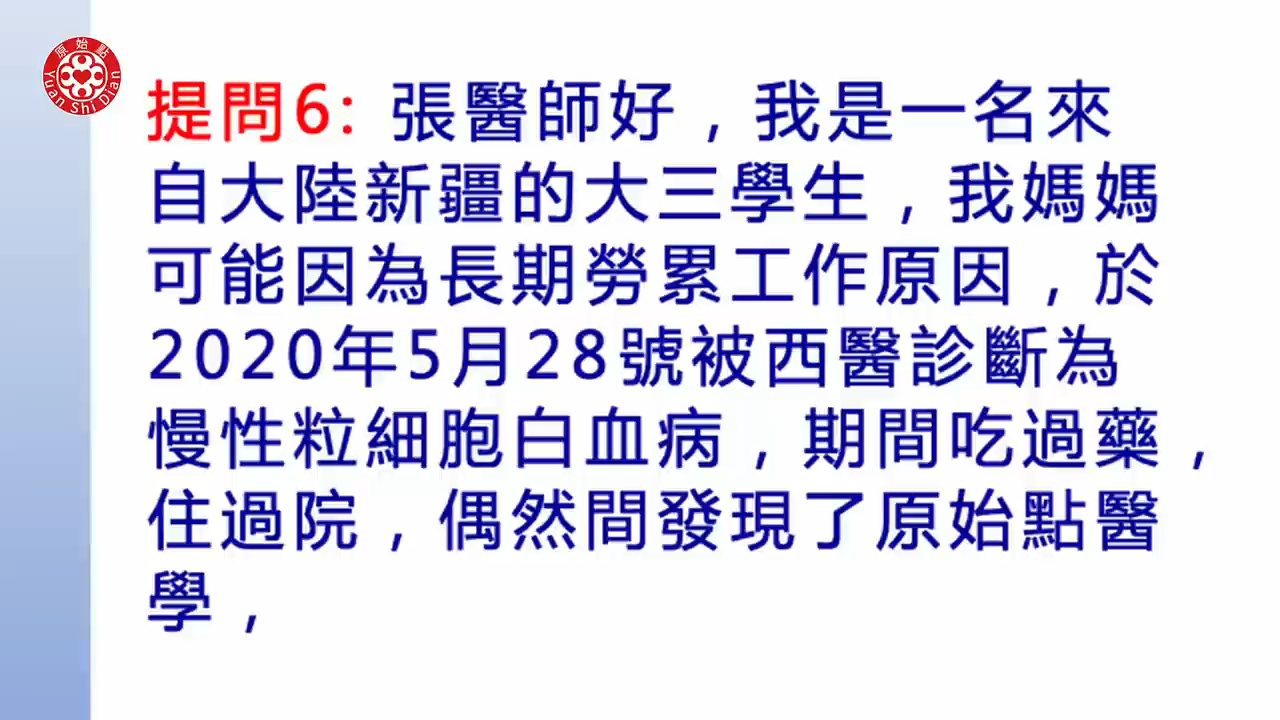 原始點
Yuan Shi Dian
提問6: 張醫師好，我是一名來
自大陸新疆的大三學生，我媽媽
可能因為長期勞累工作原因，於
2020年5月28號被西醫診斷為
慢性粒細胞白血病，期間吃過藥，
住過院，偶然間發現了原始點醫
學，